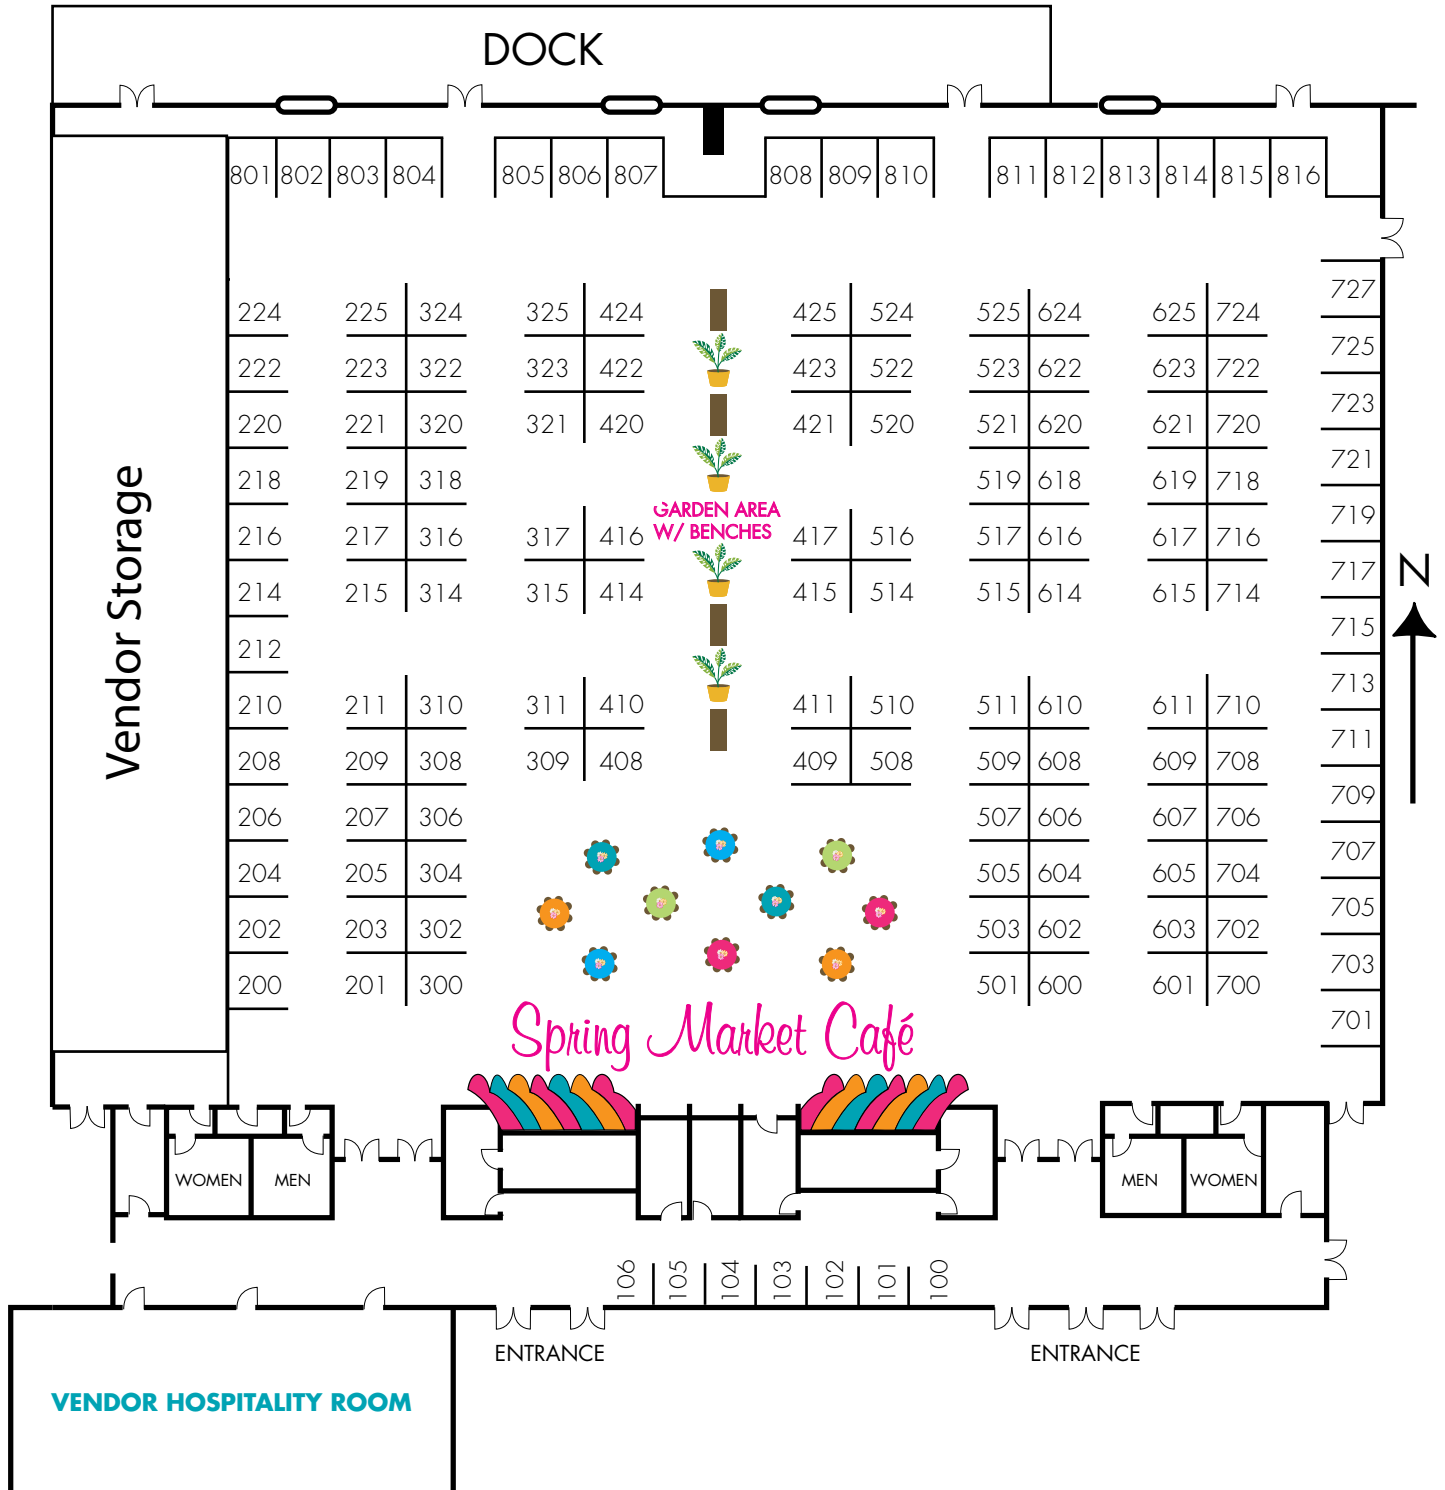 DOCK
801 802 803 804 805 806 807 808 809 810 811 812 813 814 815 816
727
224 225 324 325 424 425 524 525 624 625 724
725
222 223 322 323 422 423 522 523 622 623 722
723
220 221 320 321 420 421 520 521 620 621 720
721
218 219 318 519 618 619 718
GARDEN AREA
W/ BENCHES
719
216 217 316 317 416 417 516 517 616 617 716
717
214 215 314 315 414 415 514 515 614 615 714
N
715
212
713
210 211 310 311 410 411 510 511 610 611 710
711
208 209 308 309 408 409 508 509 608 609 708
709
206 207 306 507 606 607 706
707
204 205 304 505 604 605 704
705
202 203 302 503 602 603 702
703
200 201 300 501 600 601 700
701
Vendor Storage
Spring Market Café
WOMEN MEN MEN WOMEN
106 105 104 103 102 101 100
ENTRANCE ENTRANCE
VENDOR HOSPITALITY ROOM